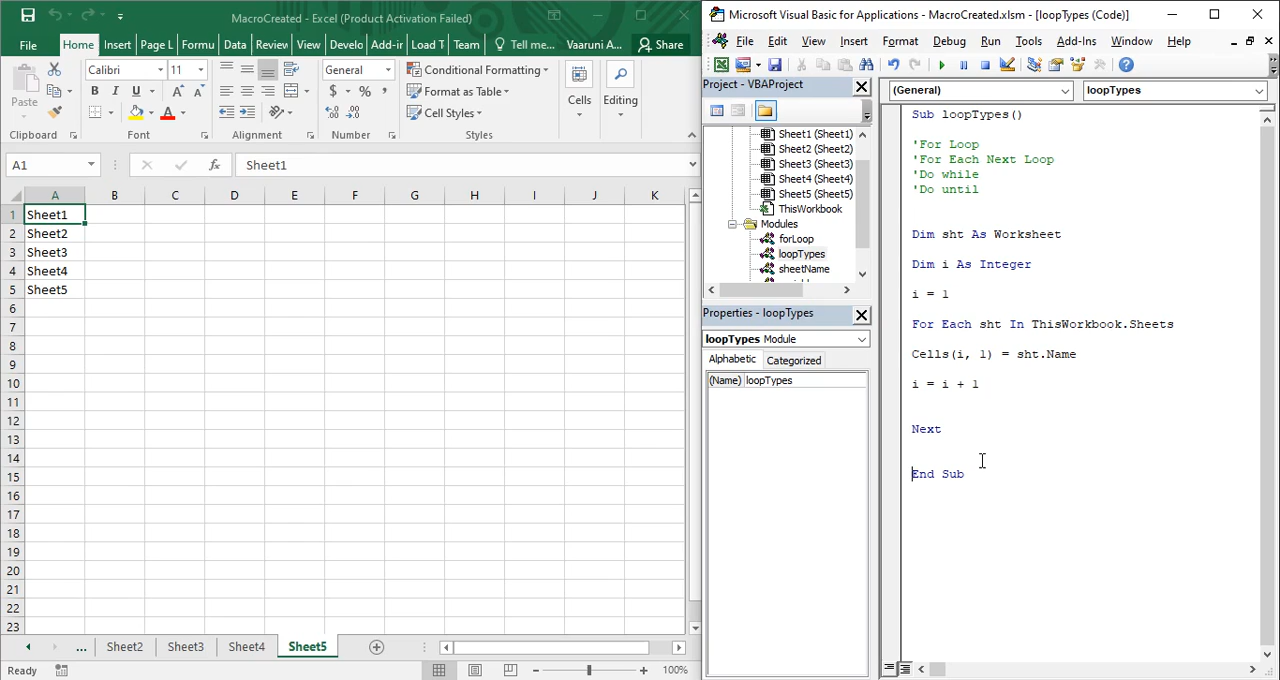 MacroCreated - Excel (Product Activation Failed)
File Home Insert Page L Formu Data Review View Develo Add-ir Load T Team Tell me... Vaaruni A... Share
Paste
Calibri 11
B I U
A A
General
$ % ,
Conditional Formatting
Format as Table
Cell Styles
Cells
Editing
Clipboard Font Alignment Number Styles
A1 fx Sheet1
A B C D E F G H I J K
1 Sheet1
2 Sheet2
3 Sheet3
4 Sheet4
5 Sheet5
6
7
8
9
10
11
12
13
14
15
16
17
18
19
20
21
22
23
... Sheet2 Sheet3 Sheet4 Sheet5
Ready 100%
Microsoft Visual Basic for Applications - MacroCreated.xlsm - [loopTypes (Code)]
File Edit View Insert Format Debug Run Tools Add-Ins Window Help
Project - VBAProject
Sheet1 (Sheet1)
Sheet2 (Sheet2)
Sheet3 (Sheet3)
Sheet4 (Sheet4)
Sheet5 (Sheet5)
ThisWorkbook
Modules
forLoop
loopTypes
sheetName
Properties - loopTypes
loopTypes Module
Alphabetic Categorized
(Name) loopTypes
(General) loopTypes
Sub loopTypes()
'For Loop
'For Each Next Loop
'Do while
'Do until
Dim sht As Worksheet
Dim i As Integer
i = 1
For Each sht In ThisWorkbook.Sheets
Cells(i, 1) = sht.Name
i = i + 1
Next
End Sub